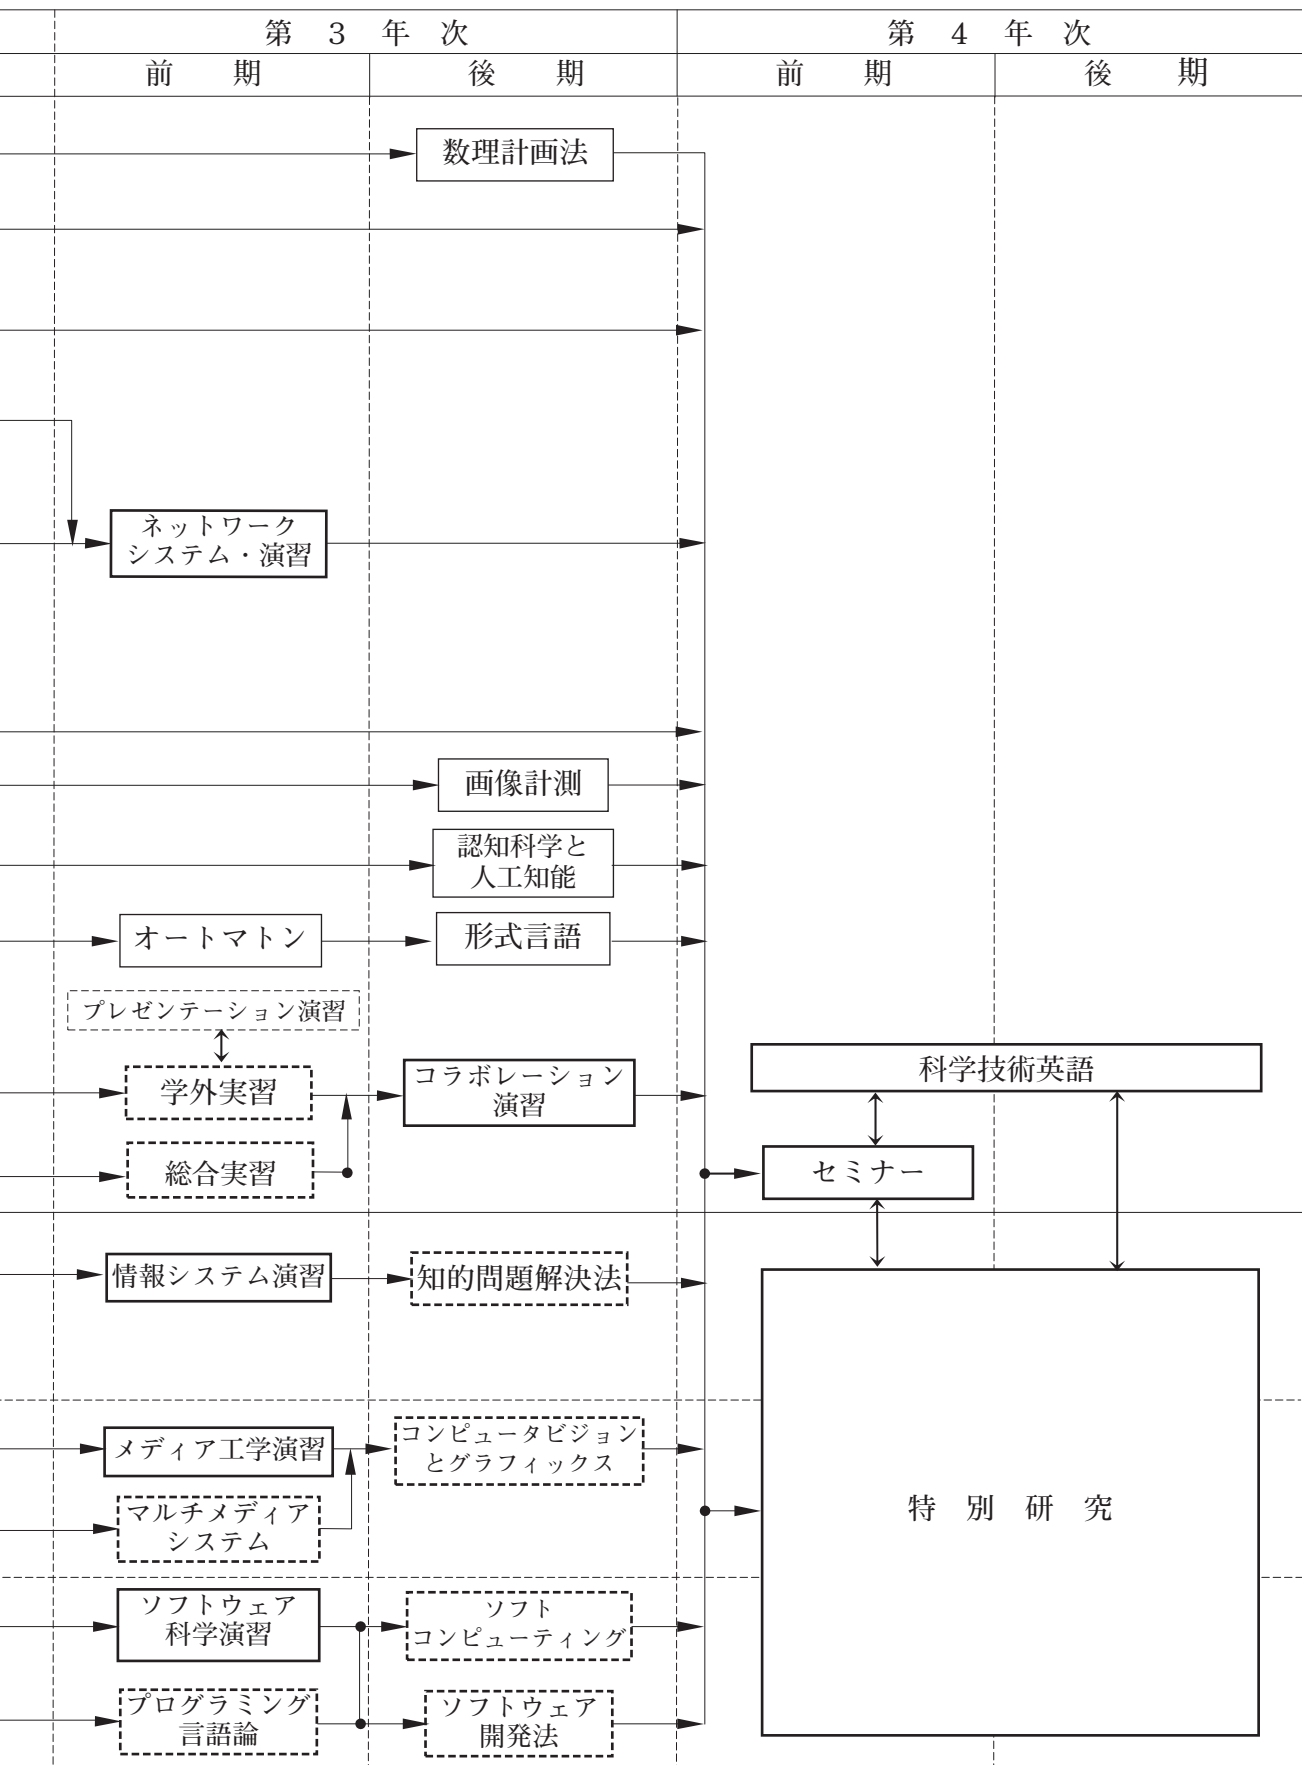 第 3 年 次
第 4 年 次
前 期
後 期
前 期
後 期
数理計画法
ネットワーク
システム・演習
画像計測
認知科学と
人工知能
オートマトン
形式言語
プレゼンテーション演習
学外実習
コラボレーション
演習
科学技術英語
総合実習
セミナー
情報システム演習
知的問題解決法
メディア工学演習
コンピュータビジョン
とグラフィックス
マルチメディア
システム
特 別 研 究
ソフトウェア
科学演習
ソフト
コンピューティング
プログラミング
言語論
ソフトウェア
開発法